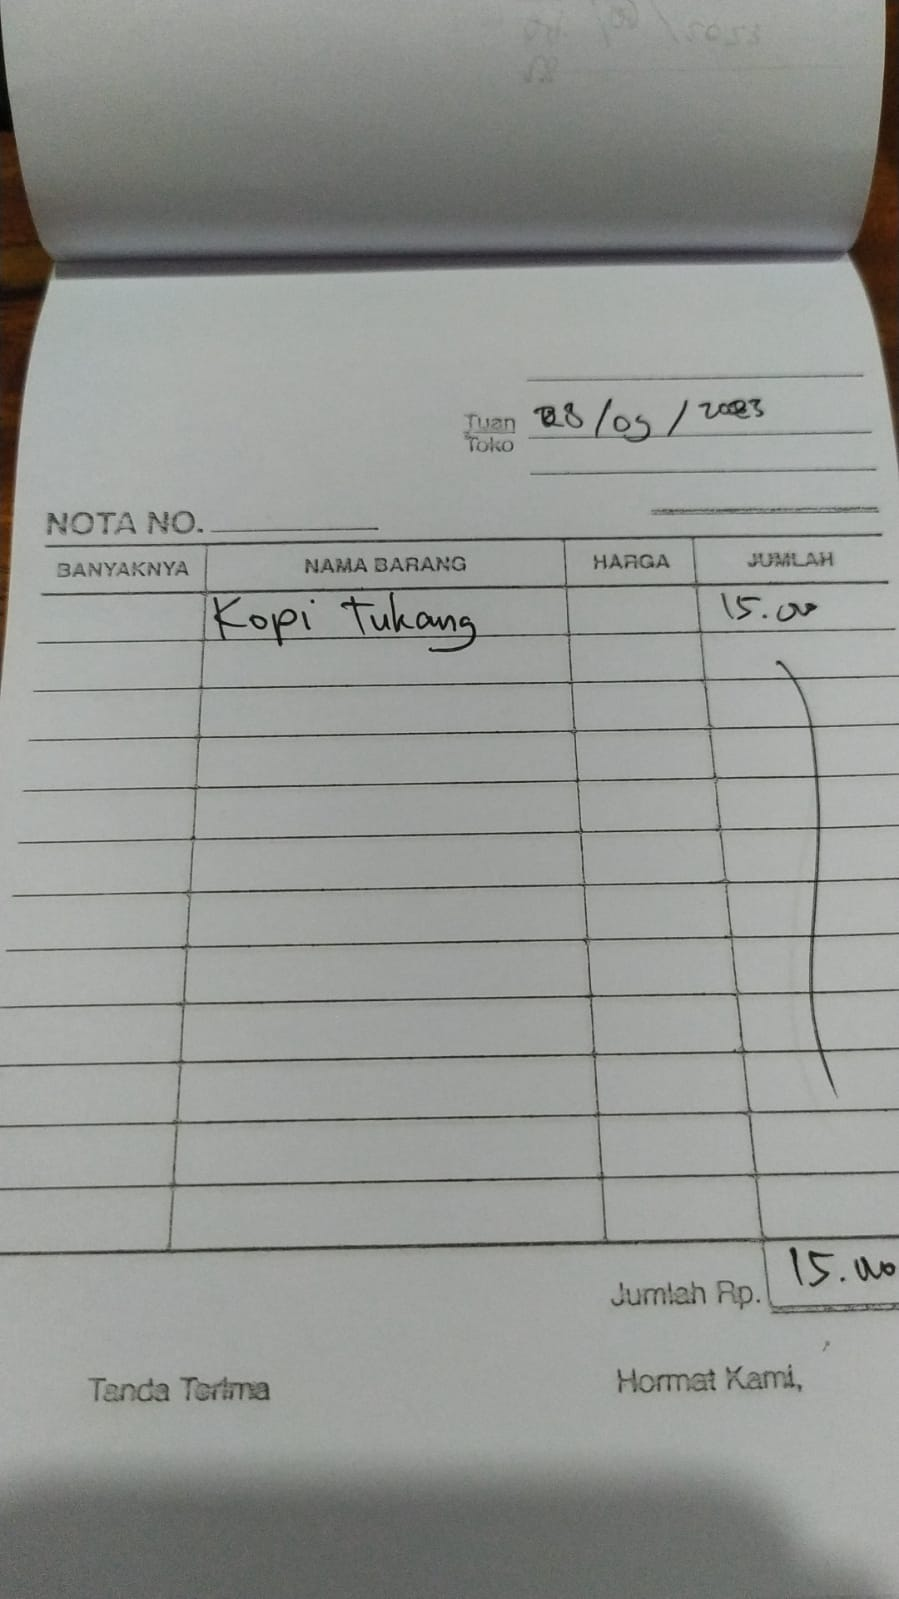 Tuan
Toko
28/09/2023
NOTA NO.
BANYAKNYA NAMA BARANG HARGA JUMLAH
Kopi Tukang 15.000
Jumlah Rp. 15.000
Tanda Terima Hormat Kami,